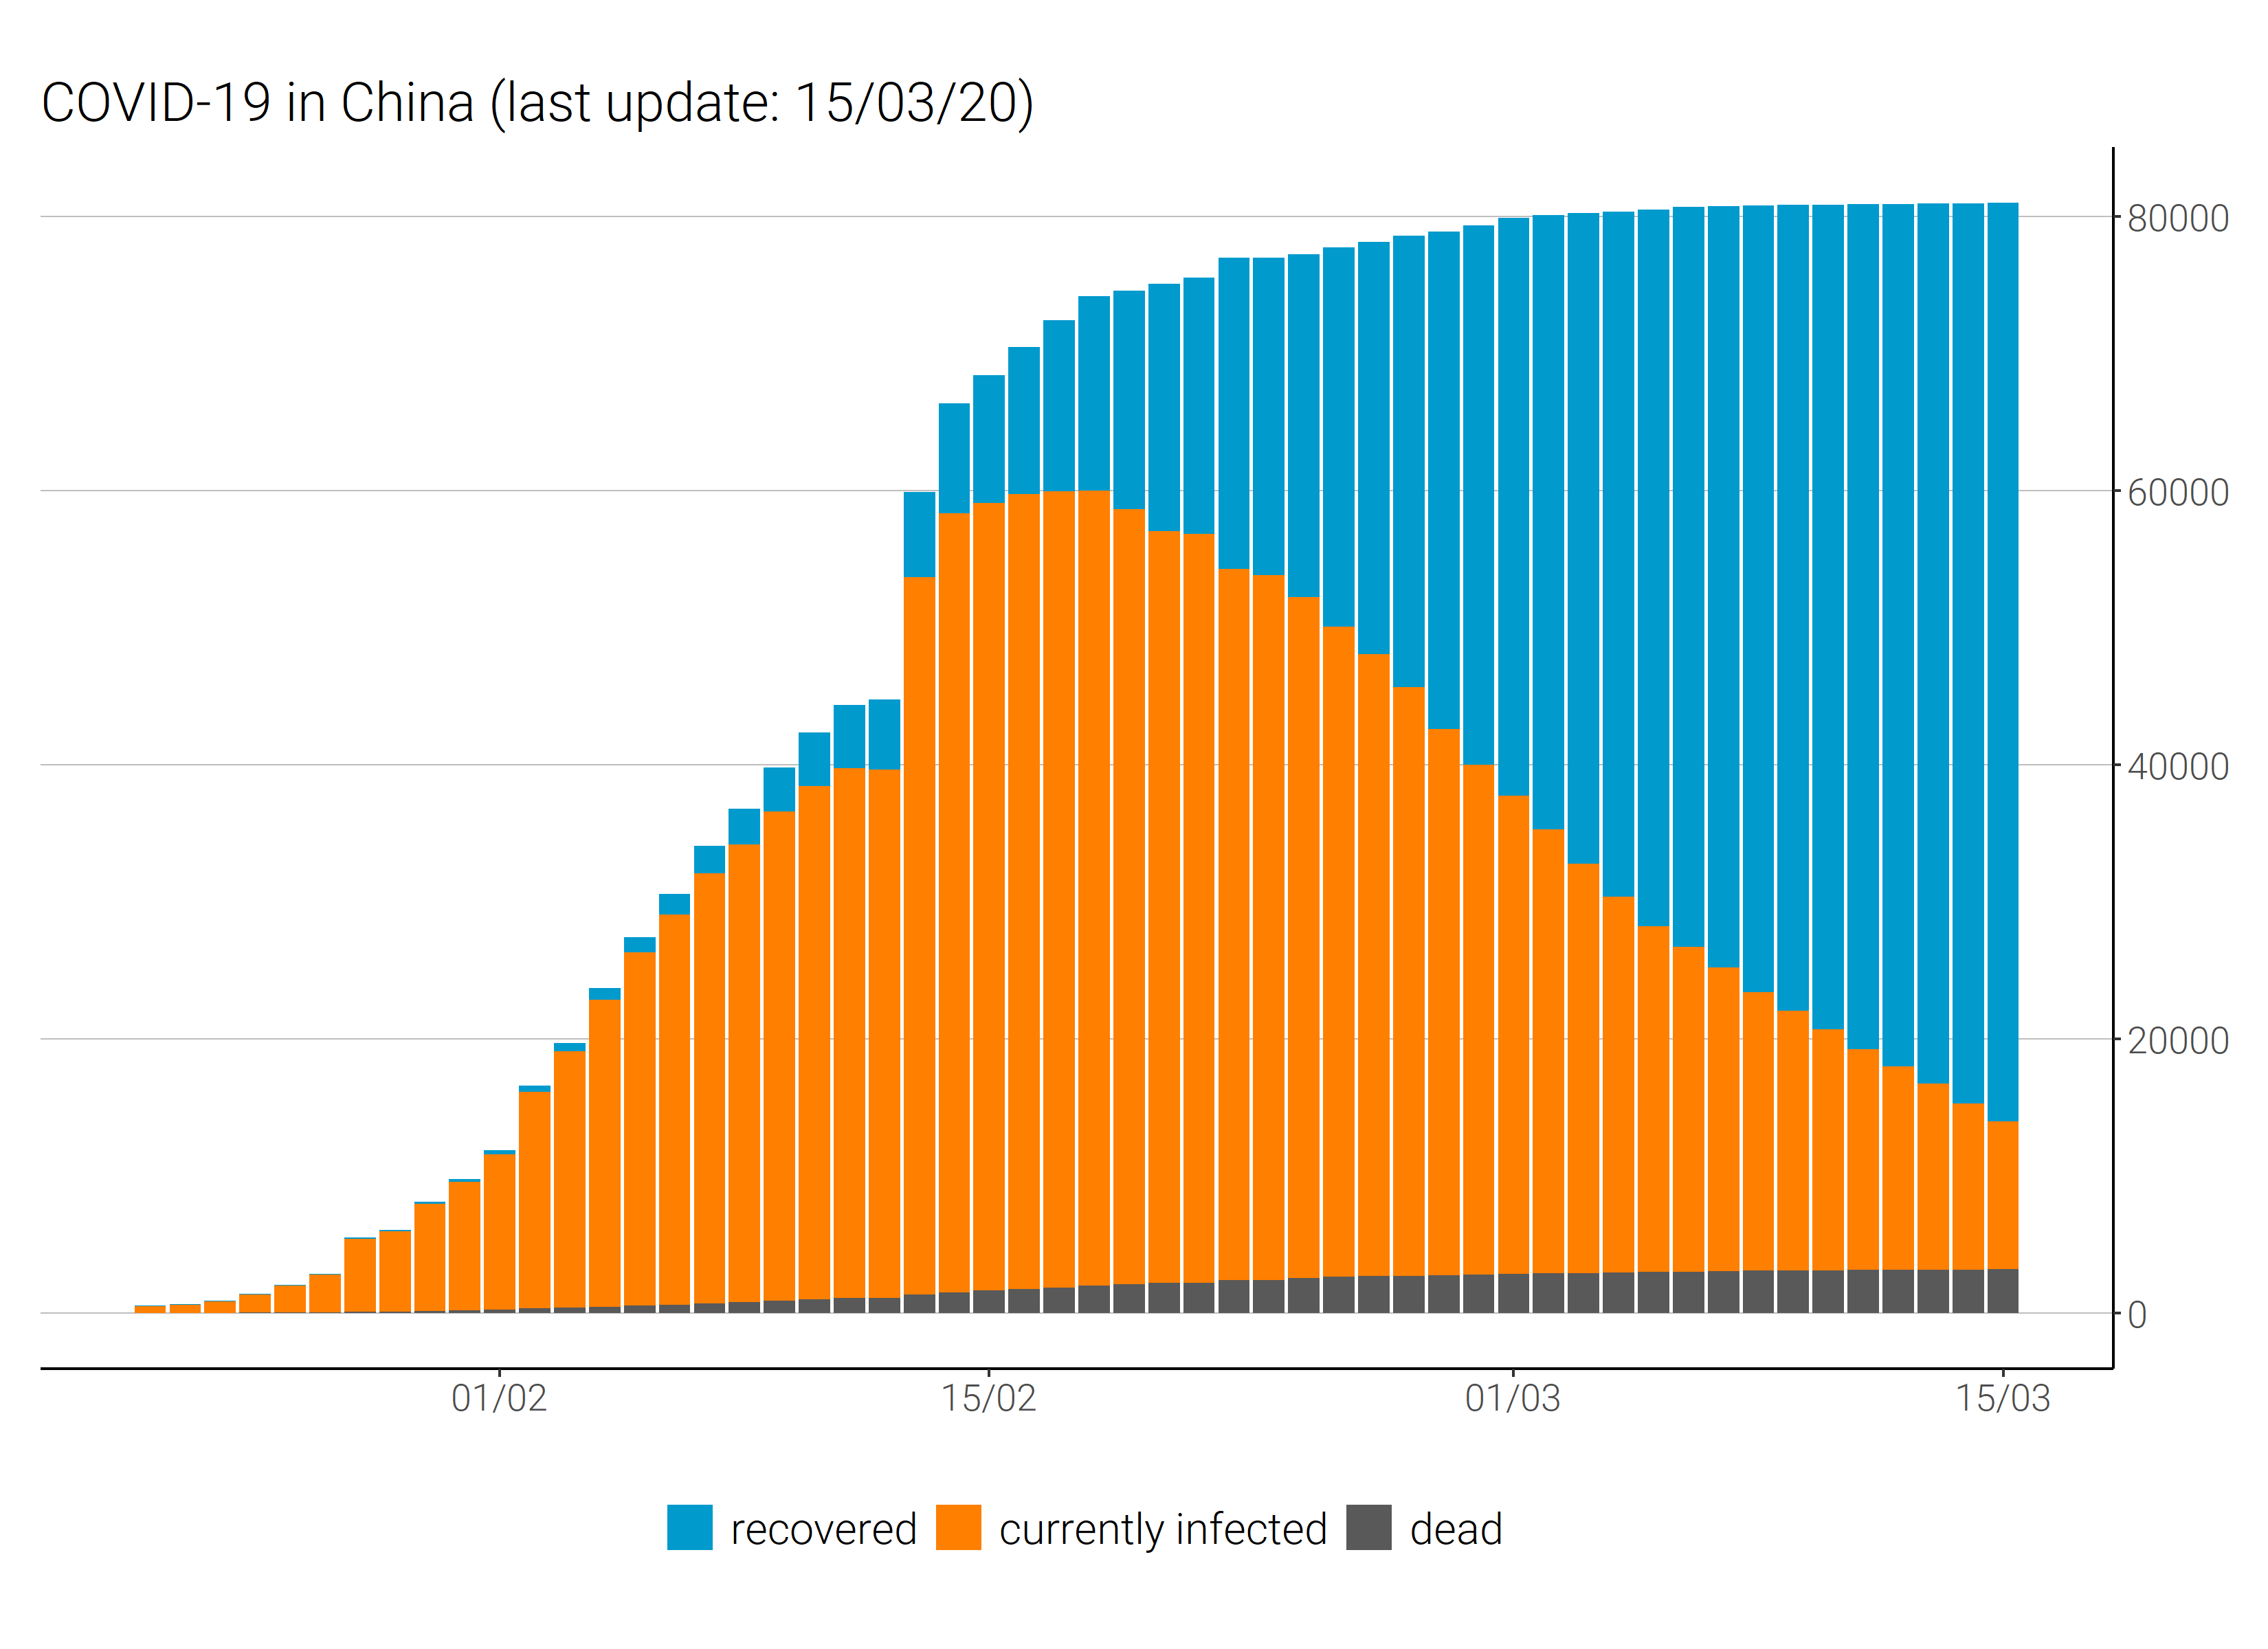 COVID-19 in China (last update: 15/03/20)
80000
60000
40000
20000
0
01/02 15/02 01/03 15/03
recovered currently infected dead